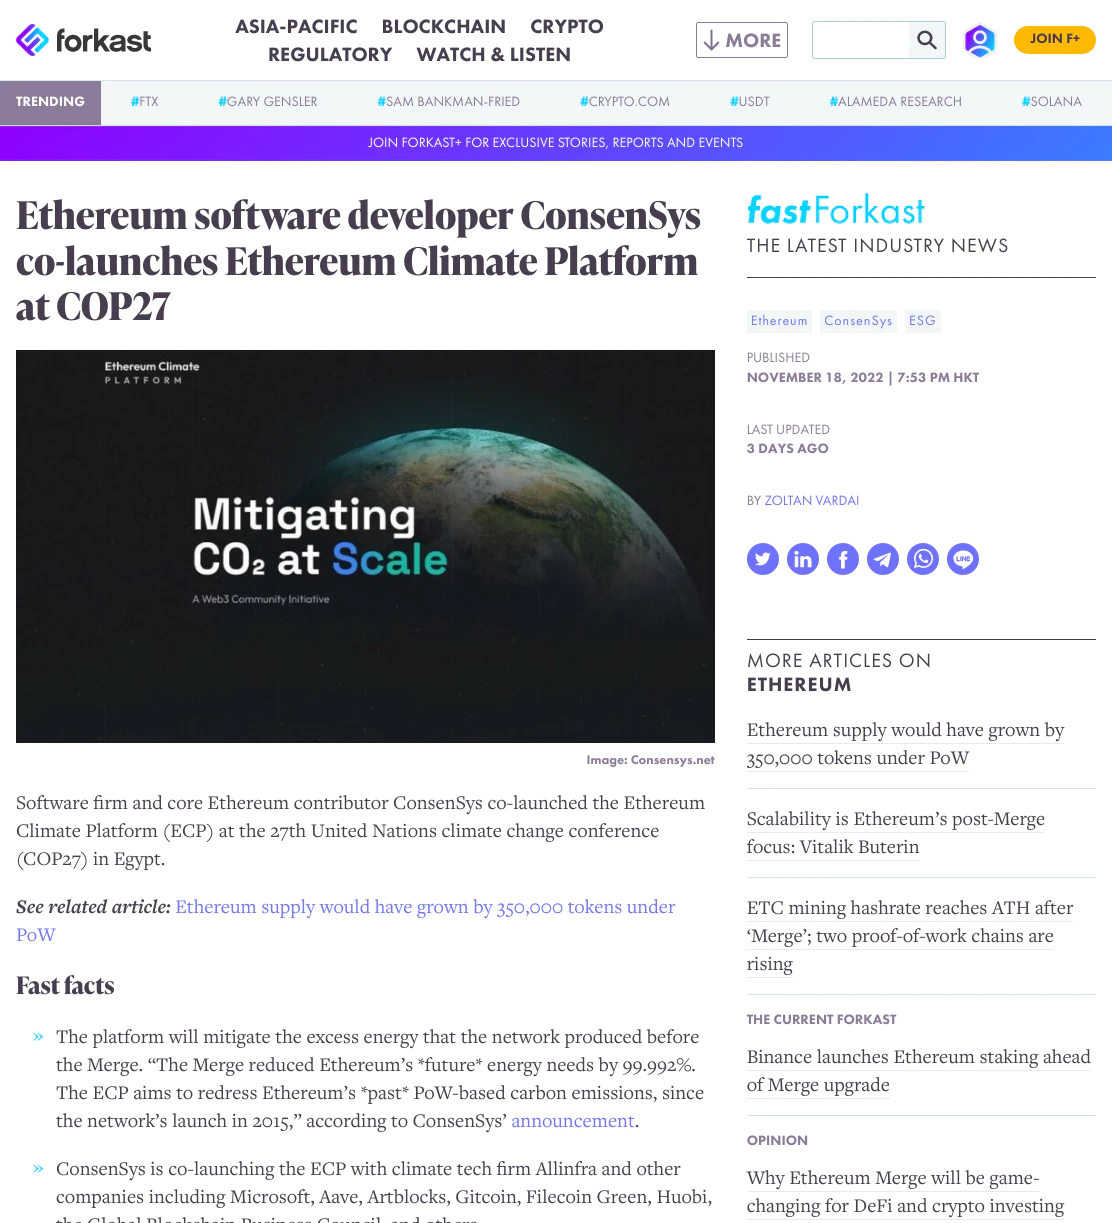 forkast
ASIA-PACIFIC BLOCKCHAIN CRYPTO
REGULATORY WATCH & LISTEN
MORE
JOIN F+
TRENDING #FTX #GARY GENSLER #SAM BANKMAN-FRIED #CRYPTO.COM #USDT #ALAMEDA RESEARCH #SOLANA
JOIN FORKAST+ FOR EXCLUSIVE STORIES, REPORTS AND EVENTS
Ethereum software developer ConsenSys
co-launches Ethereum Climate Platform
at COP27
Ethereum Climate
PLATFORM
Mitigating
CO₂ at Scale
A Web3 Community Initiative
Image: Consensys.net
Software firm and core Ethereum contributor ConsenSys co-launched the Ethereum
Climate Platform (ECP) at the 27th United Nations climate change conference
(COP27) in Egypt.
See related article: Ethereum supply would have grown by 350,000 tokens under
PoW
Fast facts
» The platform will mitigate the excess energy that the network produced before
the Merge. “The Merge reduced Ethereum’s *future* energy needs by 99.992%.
The ECP aims to redress Ethereum’s *past* PoW-based carbon emissions, since
the network’s launch in 2015,” according to ConsenSys’ announcement.
» ConsenSys is co-launching the ECP with climate tech firm Allinfra and other
companies including Microsoft, Aave, Artblocks, Gitcoin, Filecoin Green, Huobi,
the Global Blockchain Business Council, and others.
fastForkast
THE LATEST INDUSTRY NEWS
Ethereum ConsenSys ESG
PUBLISHED
NOVEMBER 18, 2022 | 7:53 PM HKT
LAST UPDATED
3 DAYS AGO
BY ZOLTAN VARDAI
LINE
MORE ARTICLES ON
ETHEREUM
Ethereum supply would have grown by
350,000 tokens under PoW
Scalability is Ethereum’s post-Merge
focus: Vitalik Buterin
ETC mining hashrate reaches ATH after
‘Merge’; two proof-of-work chains are
rising
THE CURRENT FORKAST
Binance launches Ethereum staking ahead
of Merge upgrade
OPINION
Why Ethereum Merge will be game-
changing for DeFi and crypto investing